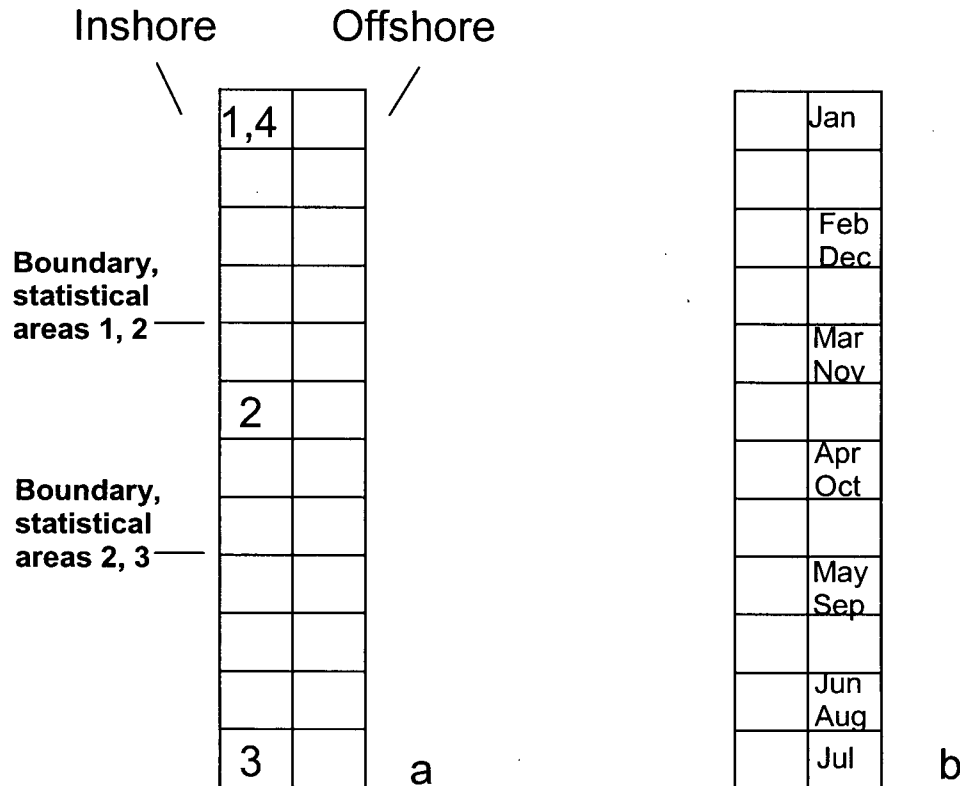 Inshore
Offshore
1,4
Boundary,
statistical
areas 1, 2
2
Boundary,
statistical
areas 2, 3
3
a
Jan
Feb
Dec
Mar
Nov
Apr
Oct
May
Sep
Jun
Aug
Jul
b